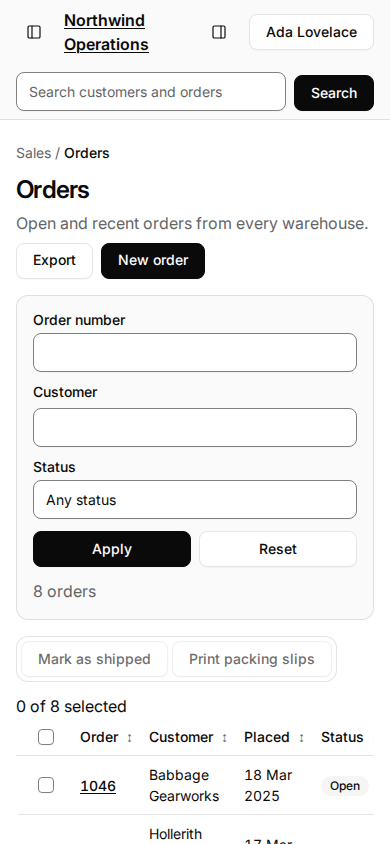 Northwind
Operations
Ada Lovelace
Search customers and orders
Search
Sales / Orders
Orders
Open and recent orders from every warehouse.
Export
New order
Order number
Customer
Status
Any status
Apply
Reset
8 orders
Mark as shipped
Print packing slips
0 of 8 selected
Order ↕ Customer ↕ Placed ↕ Status
1046 Babbage Gearworks 18 Mar 2025 Open
Hollerith
17 Mar